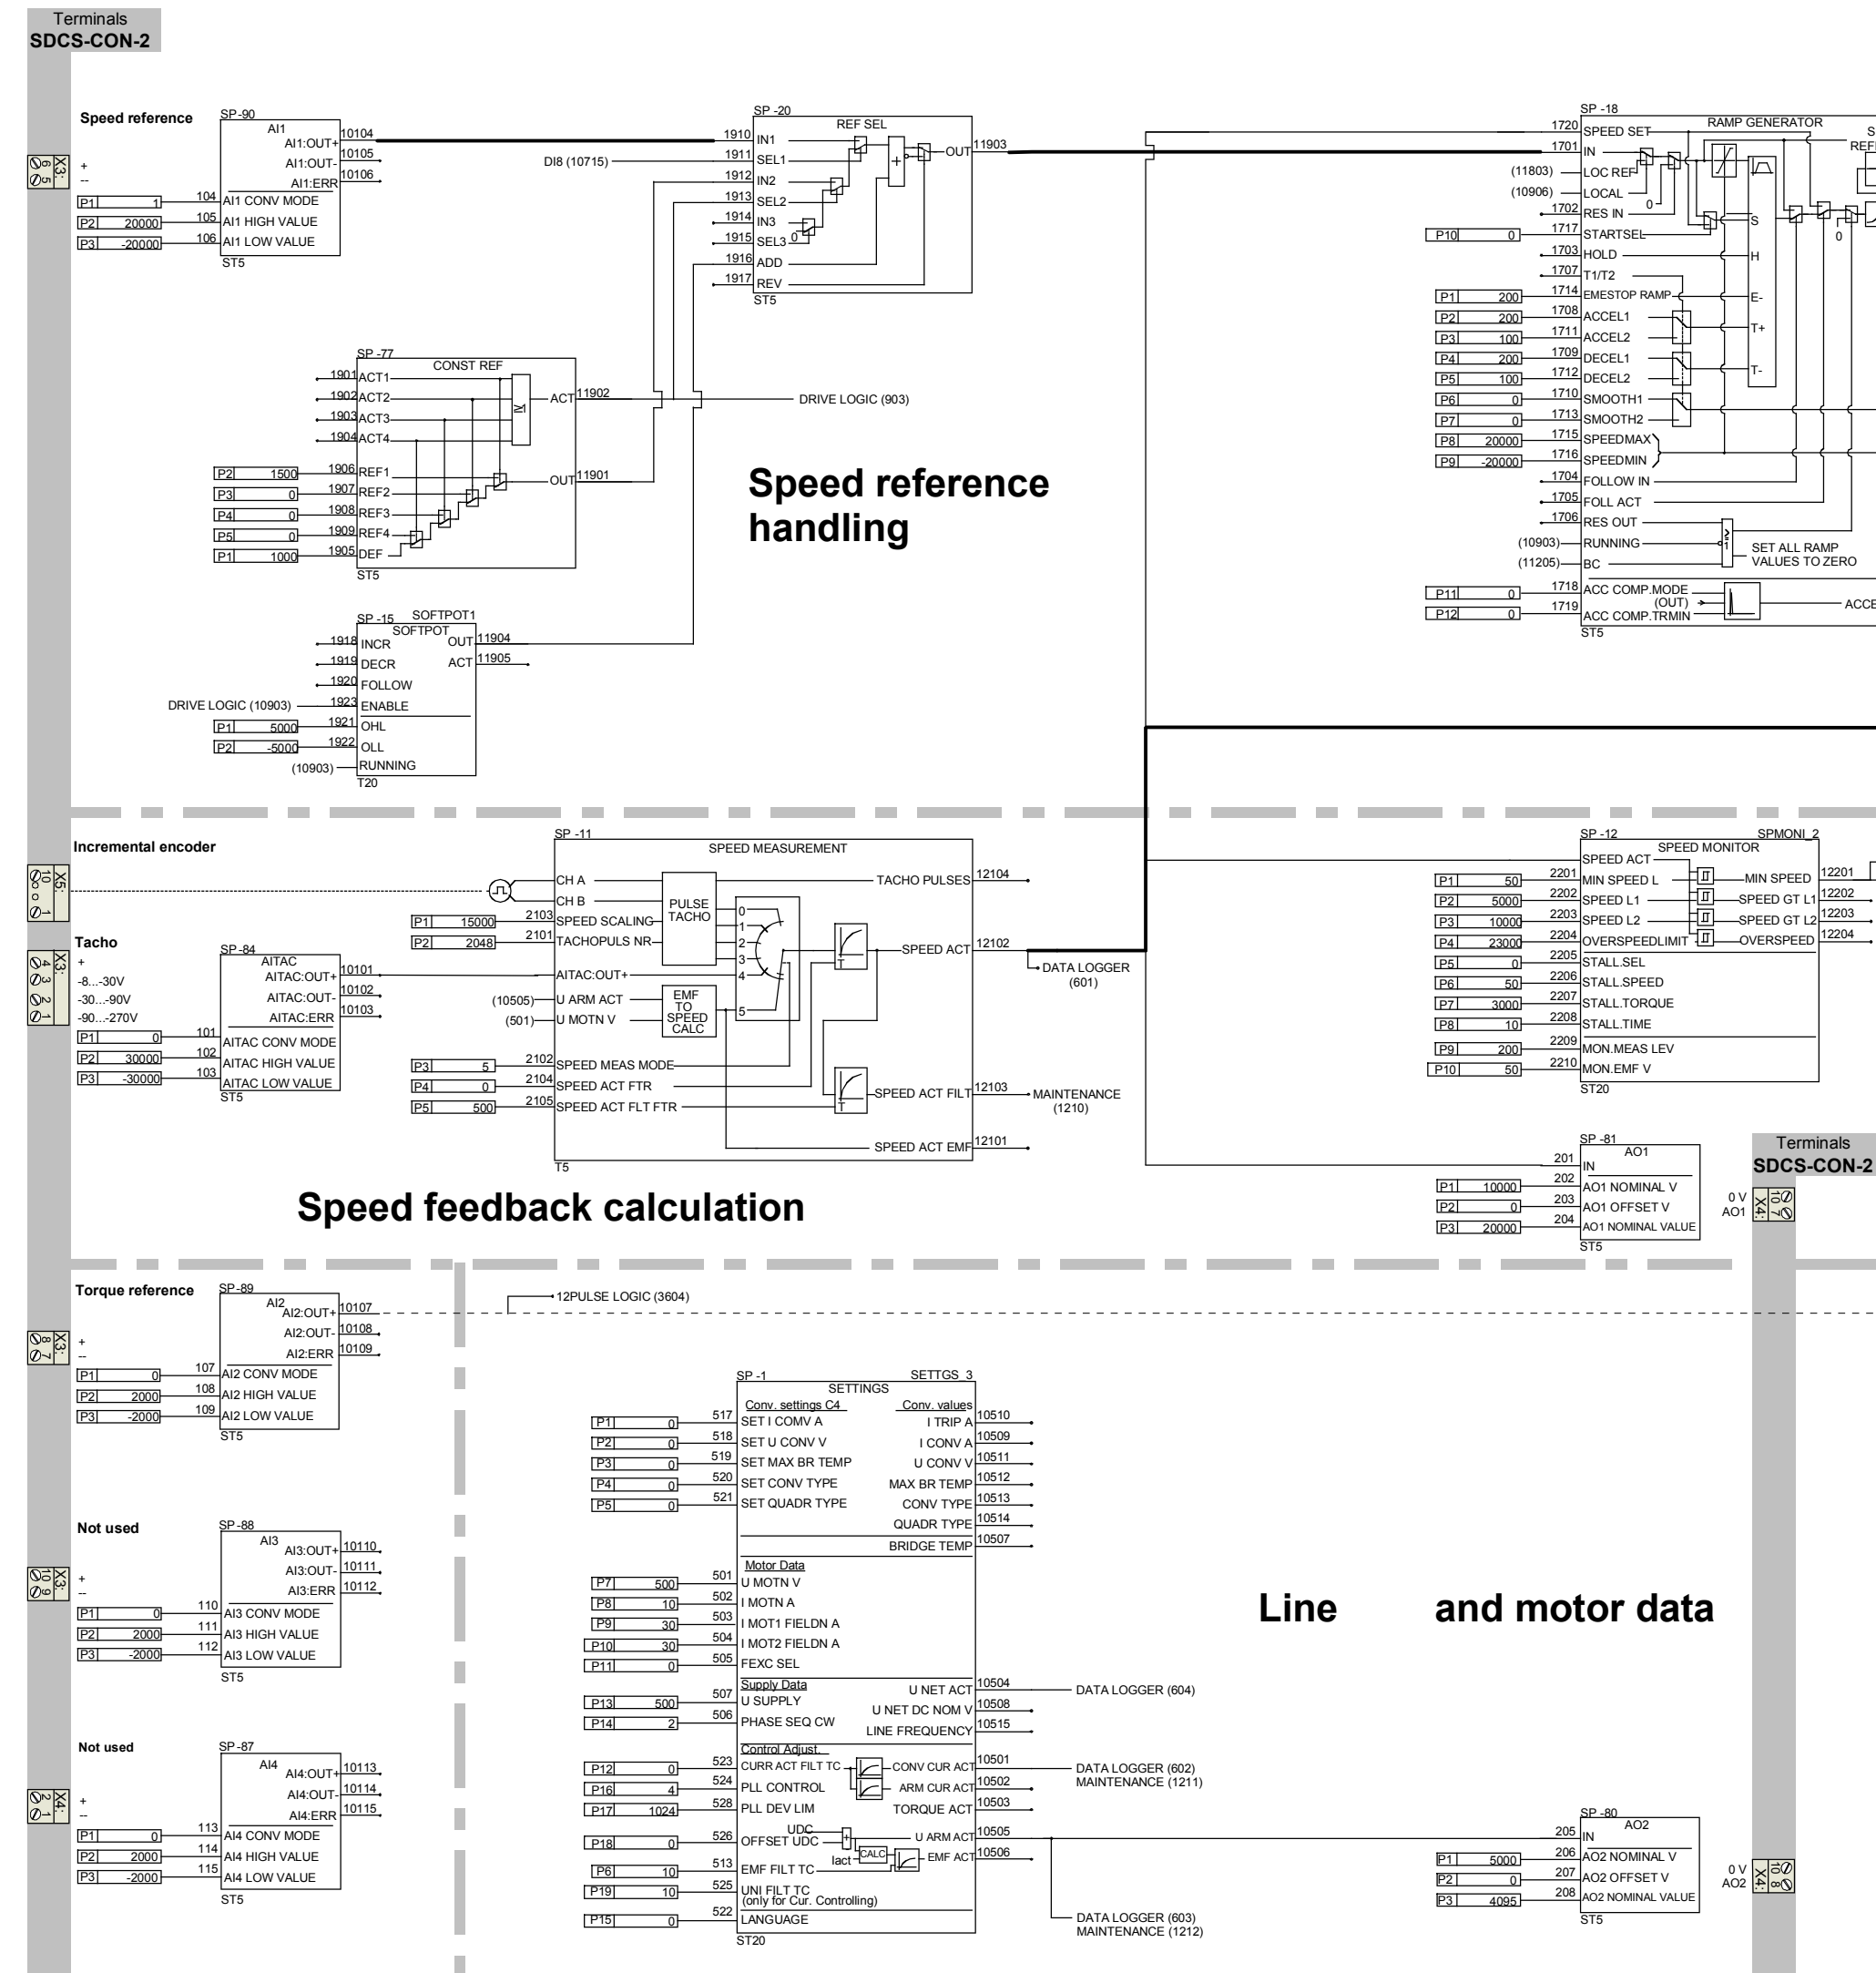 Terminals
SDCS-CON-2
Speed reference
SP-90
AI1
AI1:OUT+ 10104
AI1:OUT- 10105
AI1:ERR 10106
X3:
6 5
+
--
P1 1 104 AI1 CONV MODE
P2 20000 105 AI1 HIGH VALUE
P3 -20000 106 AI1 LOW VALUE
ST5
SP -20
REF SEL
1910 IN1
DI8 (10715) 1911 SEL1
1912 IN2
1913 SEL2
1914 IN3
1915 SEL3 0
1916 ADD
1917 REV
+
OUT 11903
ST5
SP -77
CONST REF
1901 ACT1
1902 ACT2
1903 ACT3
1904 ACT4
ACT 11902
DRIVE LOGIC (903)
P2 1500 1906 REF1
P3 0 1907 REF2
P4 0 1908 REF3
P5 0 1909 REF4
P1 1000 1905 DEF
OUT 11901
ST5
Speed reference
handling
SP -15 SOFTPOT1
SOFTPOT
1918 INCR OUT 11904
1919 DECR ACT 11905
1920 FOLLOW
DRIVE LOGIC (10903) 1923 ENABLE
P1 5000 1921 OHL
P2 -5000 1922 OLL
(10903) RUNNING
T20
SP -18
RAMP GENERATOR
1720 SPEED SET
1701 IN
(11803) LOC REF
(10906) LOCAL
0
1702 RES IN
P10 0 1717 STARTSEL
1703 HOLD
1707 T1/T2
P1 200 1714 EMESTOP RAMP
P2 200 1708 ACCEL1
P3 100 1711 ACCEL2
P4 200 1709 DECEL1
P5 100 1712 DECEL2
P6 0 1710 SMOOTH1
P7 0 1713 SMOOTH2
P8 20000 1715 SPEEDMAX
P9 -20000 1716 SPEEDMIN
1704 FOLLOW IN
1705 FOLL ACT
1706 RES OUT
(10903) RUNNING
(11205) BC
S
H
E-
T+
T-
0
SET ALL RAMP
VALUES TO ZERO
P11 0 1718 ACC COMP.MODE
(OUT)
P12 0 1719 ACC COMP.TRMIN
ACCE
ST5
S
REF
Incremental encoder
X5:
10 1
SP -11
SPEED MEASUREMENT
CH A
CH B
P1 15000 2103 SPEED SCALING
P2 2048 2101 TACHOPULS NR
AITAC:OUT+
(10505) U ARM ACT
(501) U MOTN V
P3 5 2102 SPEED MEAS MODE
P4 0 2104 SPEED ACT FTR
P5 500 2105 SPEED ACT FLT FTR
PULSE
TACHO
EMF
TO
SPEED
CALC
0
1
2
3
4
5
T
T
TACHO PULSES 12104
SPEED ACT 12102
DATA LOGGER
(601)
SPEED ACT FILT 12103 MAINTENANCE
(1210)
SPEED ACT EMF 12101
T5
Tacho
X3:
4 3 2 1
+
-8...-30V
-30...-90V
-90...-270V
SP-84
AITAC
AITAC:OUT+ 10101
AITAC:OUT- 10102
AITAC:ERR 10103
P1 0 101 AITAC CONV MODE
P2 30000 102 AITAC HIGH VALUE
P3 -30000 103 AITAC LOW VALUE
ST5
SP -12 SPMONI_2
SPEED MONITOR
SPEED ACT
P1 50 2201 MIN SPEED L MIN SPEED 12201
P2 5000 2202 SPEED L1 SPEED GT L1 12202
P3 10000 2203 SPEED L2 SPEED GT L2 12203
P4 23000 2204 OVERSPEEDLIMIT OVERSPEED 12204
P5 0 2205 STALL.SEL
P6 50 2206 STALL.SPEED
P7 3000 2207 STALL.TORQUE
P8 10 2208 STALL.TIME
P9 200 2209 MON.MEAS LEV
P10 50 2210 MON.EMF V
ST20
Speed feedback calculation
SP -81
AO1
201 IN
P1 10000 202 AO1 NOMINAL V
P2 0 203 AO1 OFFSET V
P3 20000 204 AO1 NOMINAL VALUE
ST5
Terminals
SDCS-CON-2
0 V
AO1
X4:
10 7
Torque reference
SP-89
AI2
AI2:OUT+ 10107
AI2:OUT- 10108
AI2:ERR 10109
12PULSE LOGIC (3604)
X3:
8 7
+
--
P1 0 107 AI2 CONV MODE
P2 2000 108 AI2 HIGH VALUE
P3 -2000 109 AI2 LOW VALUE
ST5
Not used
SP-88
AI3
AI3:OUT+ 10110
AI3:OUT- 10111
AI3:ERR 10112
X3:
10 9
+
--
P1 0 110 AI3 CONV MODE
P2 2000 111 AI3 HIGH VALUE
P3 -2000 112 AI3 LOW VALUE
ST5
Not used
SP-87
AI4
AI4:OUT+ 10113
AI4:OUT- 10114
AI4:ERR 10115
X4:
2 1
+
--
P1 0 113 AI4 CONV MODE
P2 2000 114 AI4 HIGH VALUE
P3 -2000 115 AI4 LOW VALUE
ST5
SP -1 SETTGS_3
SETTINGS
Conv. settings C4 Conv. values
P1 0 517 SET I COMV A I TRIP A 10510
P2 0 518 SET U CONV V I CONV A 10509
P3 0 519 SET MAX BR TEMP U CONV V 10511
P4 0 520 SET CONV TYPE MAX BR TEMP 10512
P5 0 521 SET QUADR TYPE CONV TYPE 10513
QUADR TYPE 10514
BRIDGE TEMP 10507
Motor Data
P7 500 501 U MOTN V
P8 10 502 I MOTN A
P9 30 503 I MOT1 FIELDN A
P10 30 504 I MOT2 FIELDN A
P11 0 505 FEXC SEL
Supply Data
U NET ACT 10504 DATA LOGGER (604)
P13 500 507 U SUPPLY U NET DC NOM V 10508
P14 2 506 PHASE SEQ CW LINE FREQUENCY 10515
Control Adjust.
P12 0 523 CURR ACT FILT TC CONV CUR ACT 10501 DATA LOGGER (602)
MAINTENANCE (1211)
P16 4 524 PLL CONTROL ARM CUR ACT 10502
P17 1024 528 PLL DEV LIM TORQUE ACT 10503
UDC
P18 0 526 OFFSET UDC + U ARM ACT 10505
Iact CALC EMF ACT 10506
P6 10 513 EMF FILT TC
P19 10 525 UNI FILT TC
(only for Cur. Controlling)
P15 0 522 LANGUAGE
ST20
DATA LOGGER (603)
MAINTENANCE (1212)
Line and motor data
SP -80
AO2
205 IN
P1 5000 206 AO2 NOMINAL V
P2 0 207 AO2 OFFSET V
P3 4095 208 AO2 NOMINAL VALUE
ST5
0 V
AO2
X4:
10 8